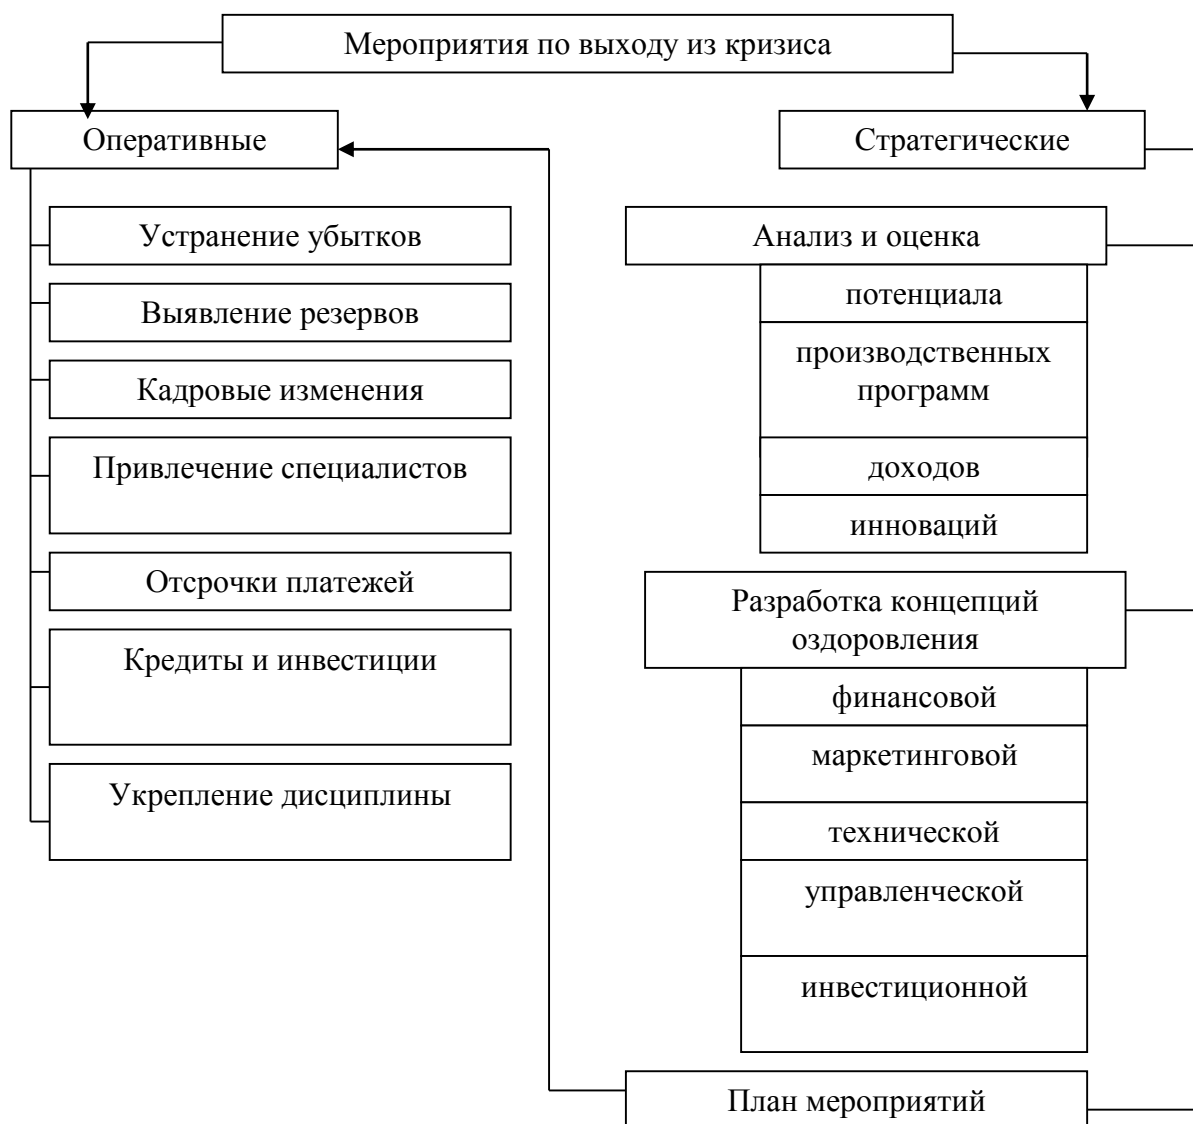 Мероприятия по выходу из кризиса
Оперативные
Устранение убытков
Выявление резервов
Кадровые изменения
Привлечение специалистов
Отсрочки платежей
Кредиты и инвестиции
Укрепление дисциплины
Стратегические
Анализ и оценка
потенциала
производственных
программ
доходов
инноваций
Разработка концепций
оздоровления
финансовой
маркетинговой
технической
управленческой
инвестиционной
План мероприятий